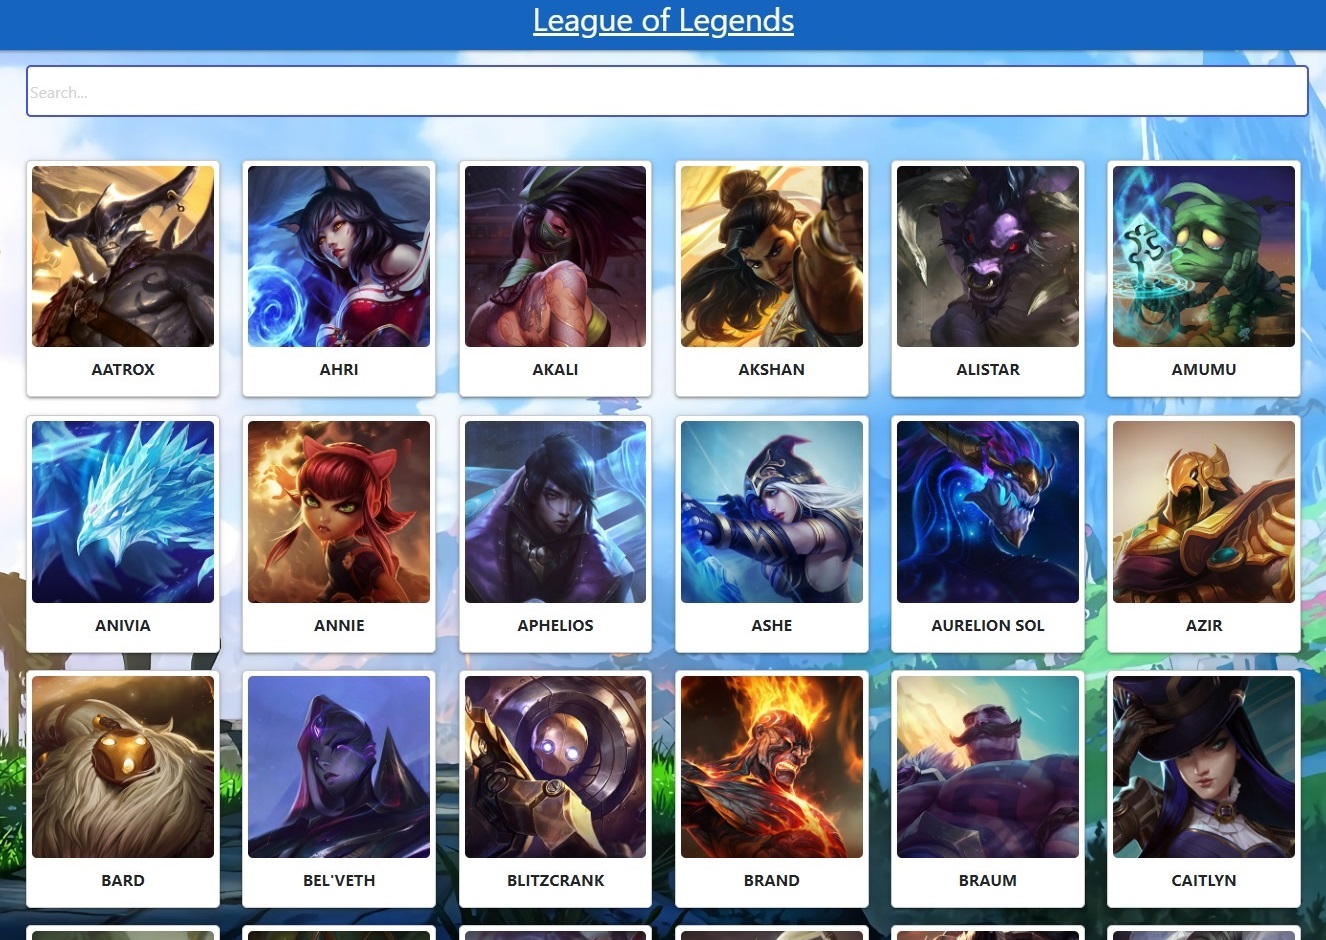 League of Legends
Search...
AATROX
AHRI
AKALI
AKSHAN
ALISTAR
AMUMU
ANIVIA
ANNIE
APHELIOS
ASHE
AURELION SOL
AZIR
BARD
BEL'VETH
BLITZCRANK
BRAND
BRAUM
CAITLYN